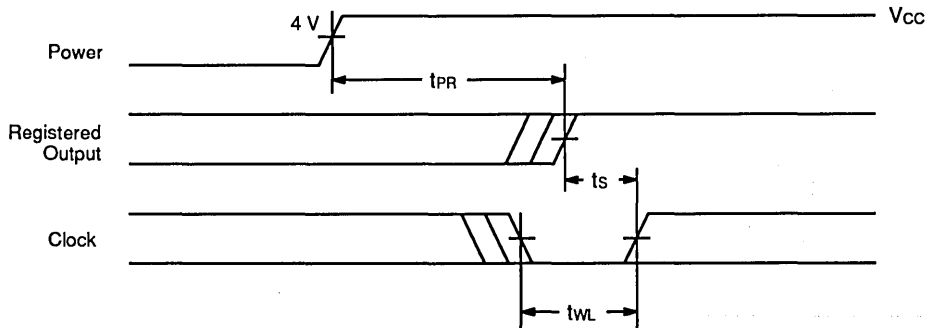 4 V
VCC
Power
tPR
Registered
Output
tS
Clock
tWL